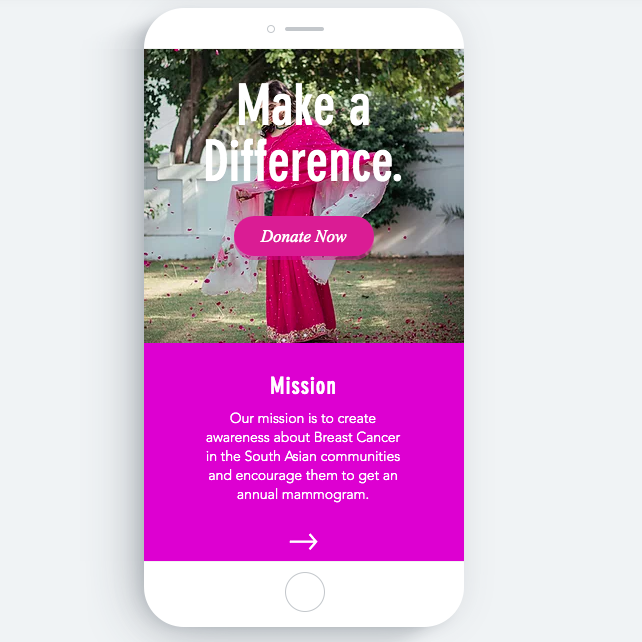 Make a
Difference.
Donate Now
Mission
Our mission is to create
awareness about Breast Cancer
in the South Asian communities
and encourage them to get an
annual mammogram.